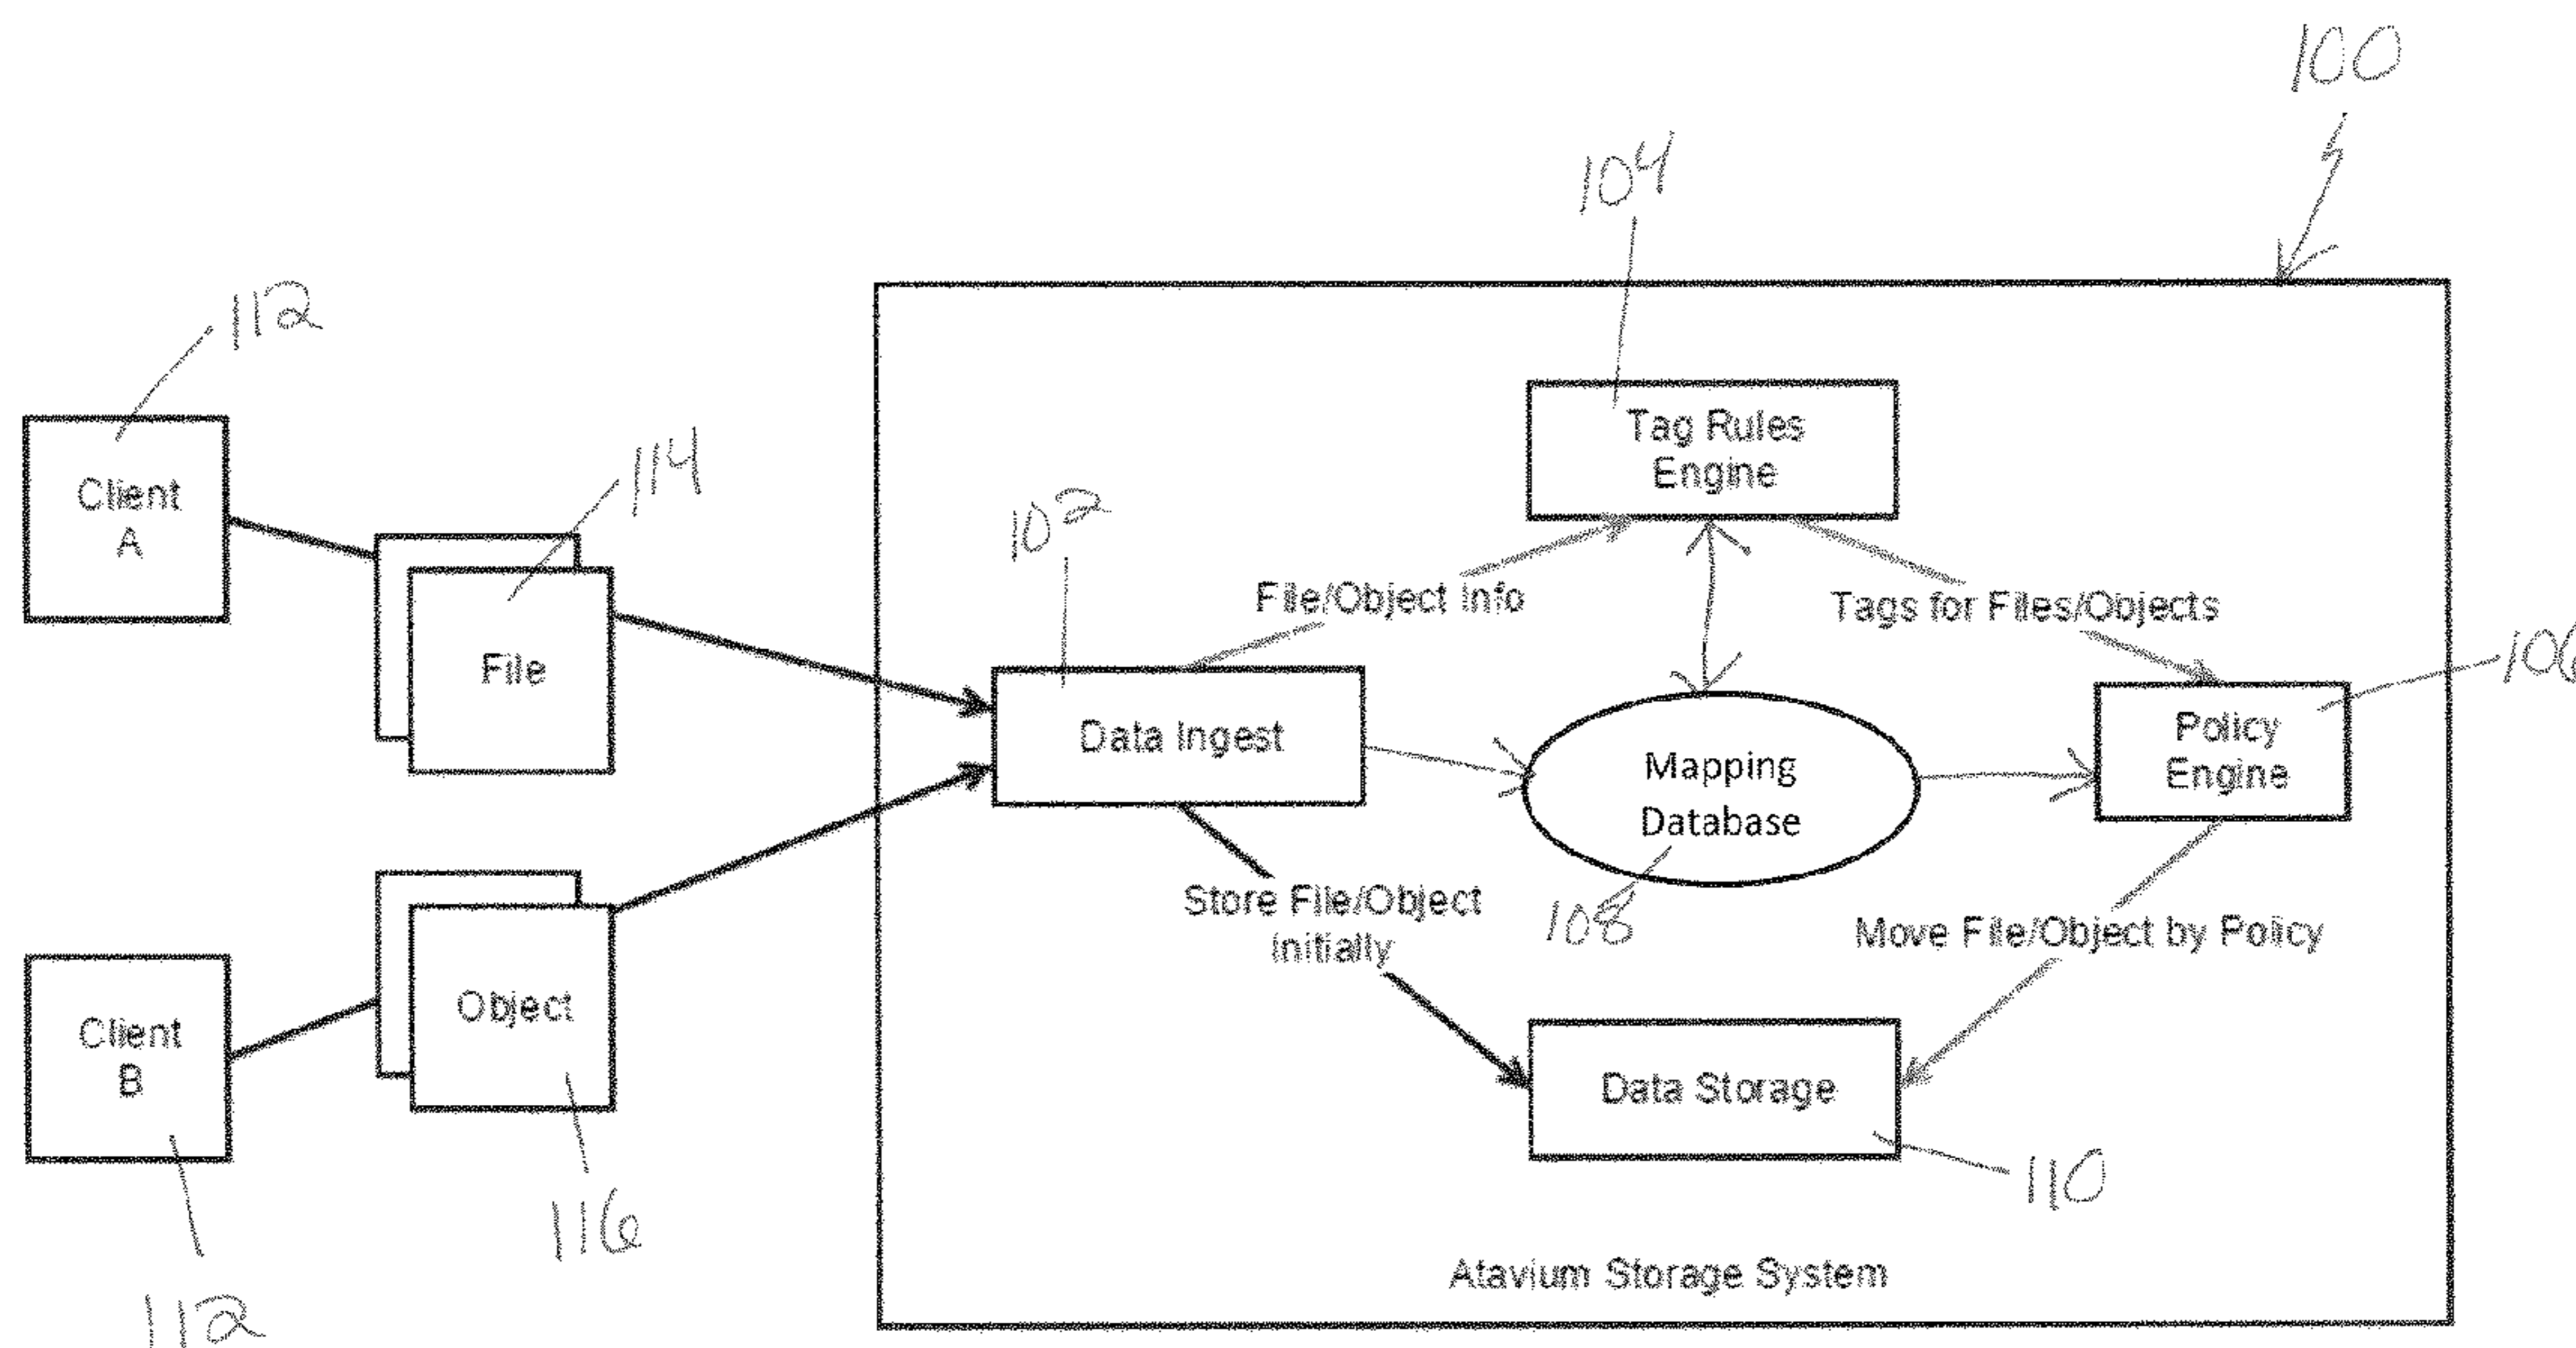 100
104
112
Client
A
114
File
102
Tag Rules
Engine
File/Object Info
Tags for Files/Objects
106
Data Ingest
Mapping
Database
Policy
Engine
108
Store File/Object
Initially
Move File/Object by Policy
Client
B
Object
116
112
Data Storage
110
Atavium Storage System